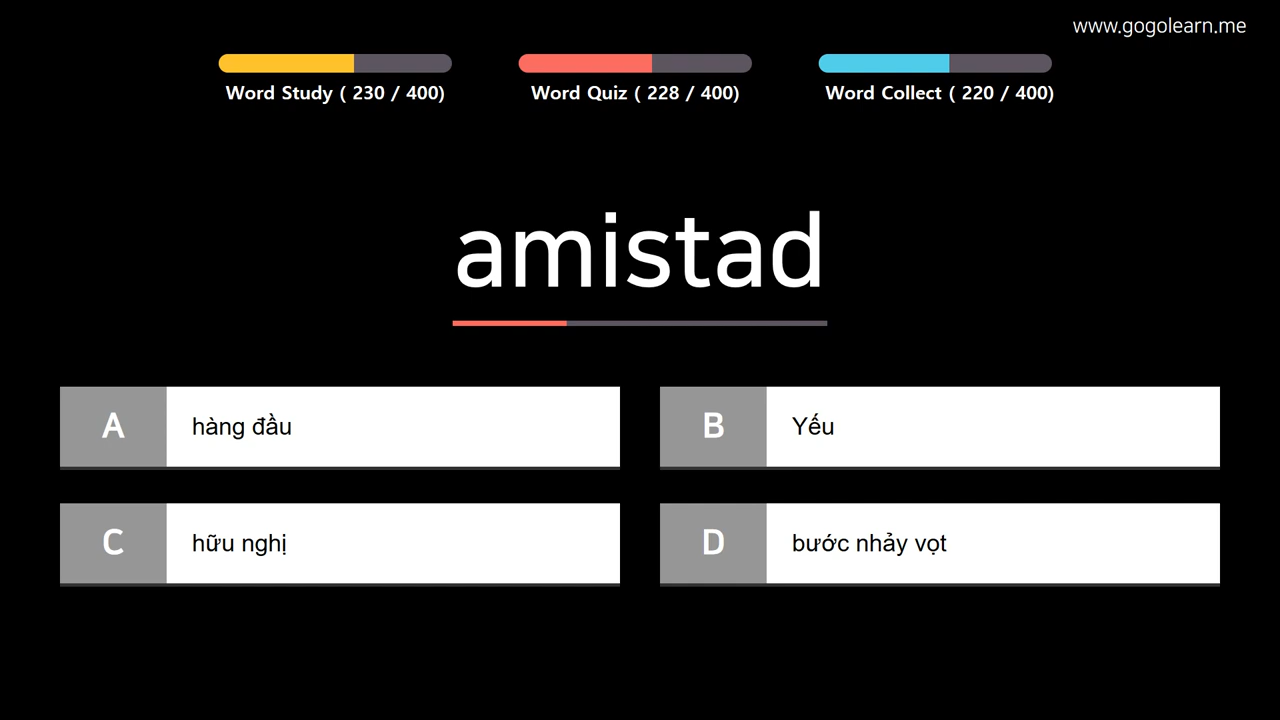 www.gogolearn.me
Word Study ( 230 / 400)
Word Quiz ( 228 / 400)
Word Collect ( 220 / 400)
amistad
A
hàng đầu
B
Yếu
C
hữu nghị
D
bước nhảy vọt